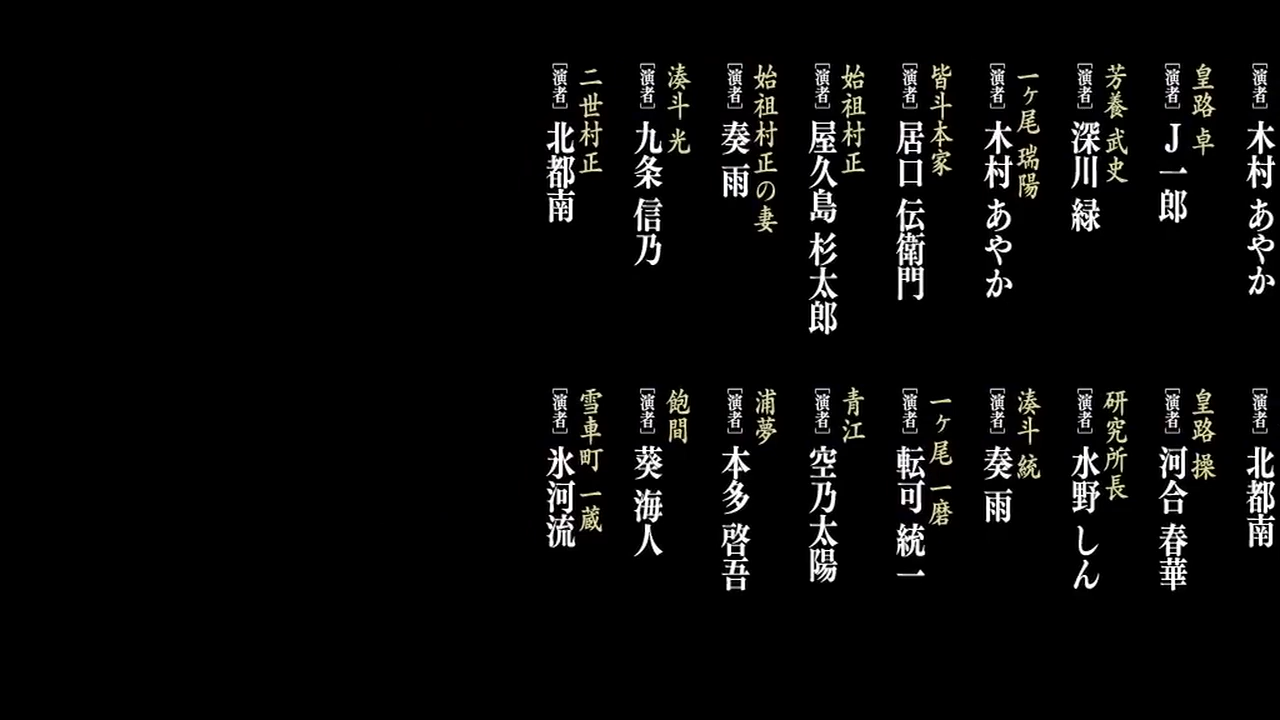 [演者] 木村 あやか
皇路 卓
[演者] J一郎
芳養 武史
[演者] 深川 緑
一ヶ尾 瑞陽
[演者] 木村 あやか
皆斗本家
[演者] 居口 伝衛門
始祖村正
[演者] 屋久島 杉太郎
始祖村正の妻
[演者] 奏 雨
湊斗 光
[演者] 九条 信乃
二世村正
[演者] 北都南
[演者] 北都南
皇路 操
[演者] 河合 春華
研究所長
[演者] 水野 しん
湊斗 統
[演者] 奏 雨
一ヶ尾 一磨
[演者] 転可 統一
青江
[演者] 空乃太陽
浦夢
[演者] 本多 啓吾
飽間
[演者] 葵 海人
雪車町 一蔵
[演者] 氷河流